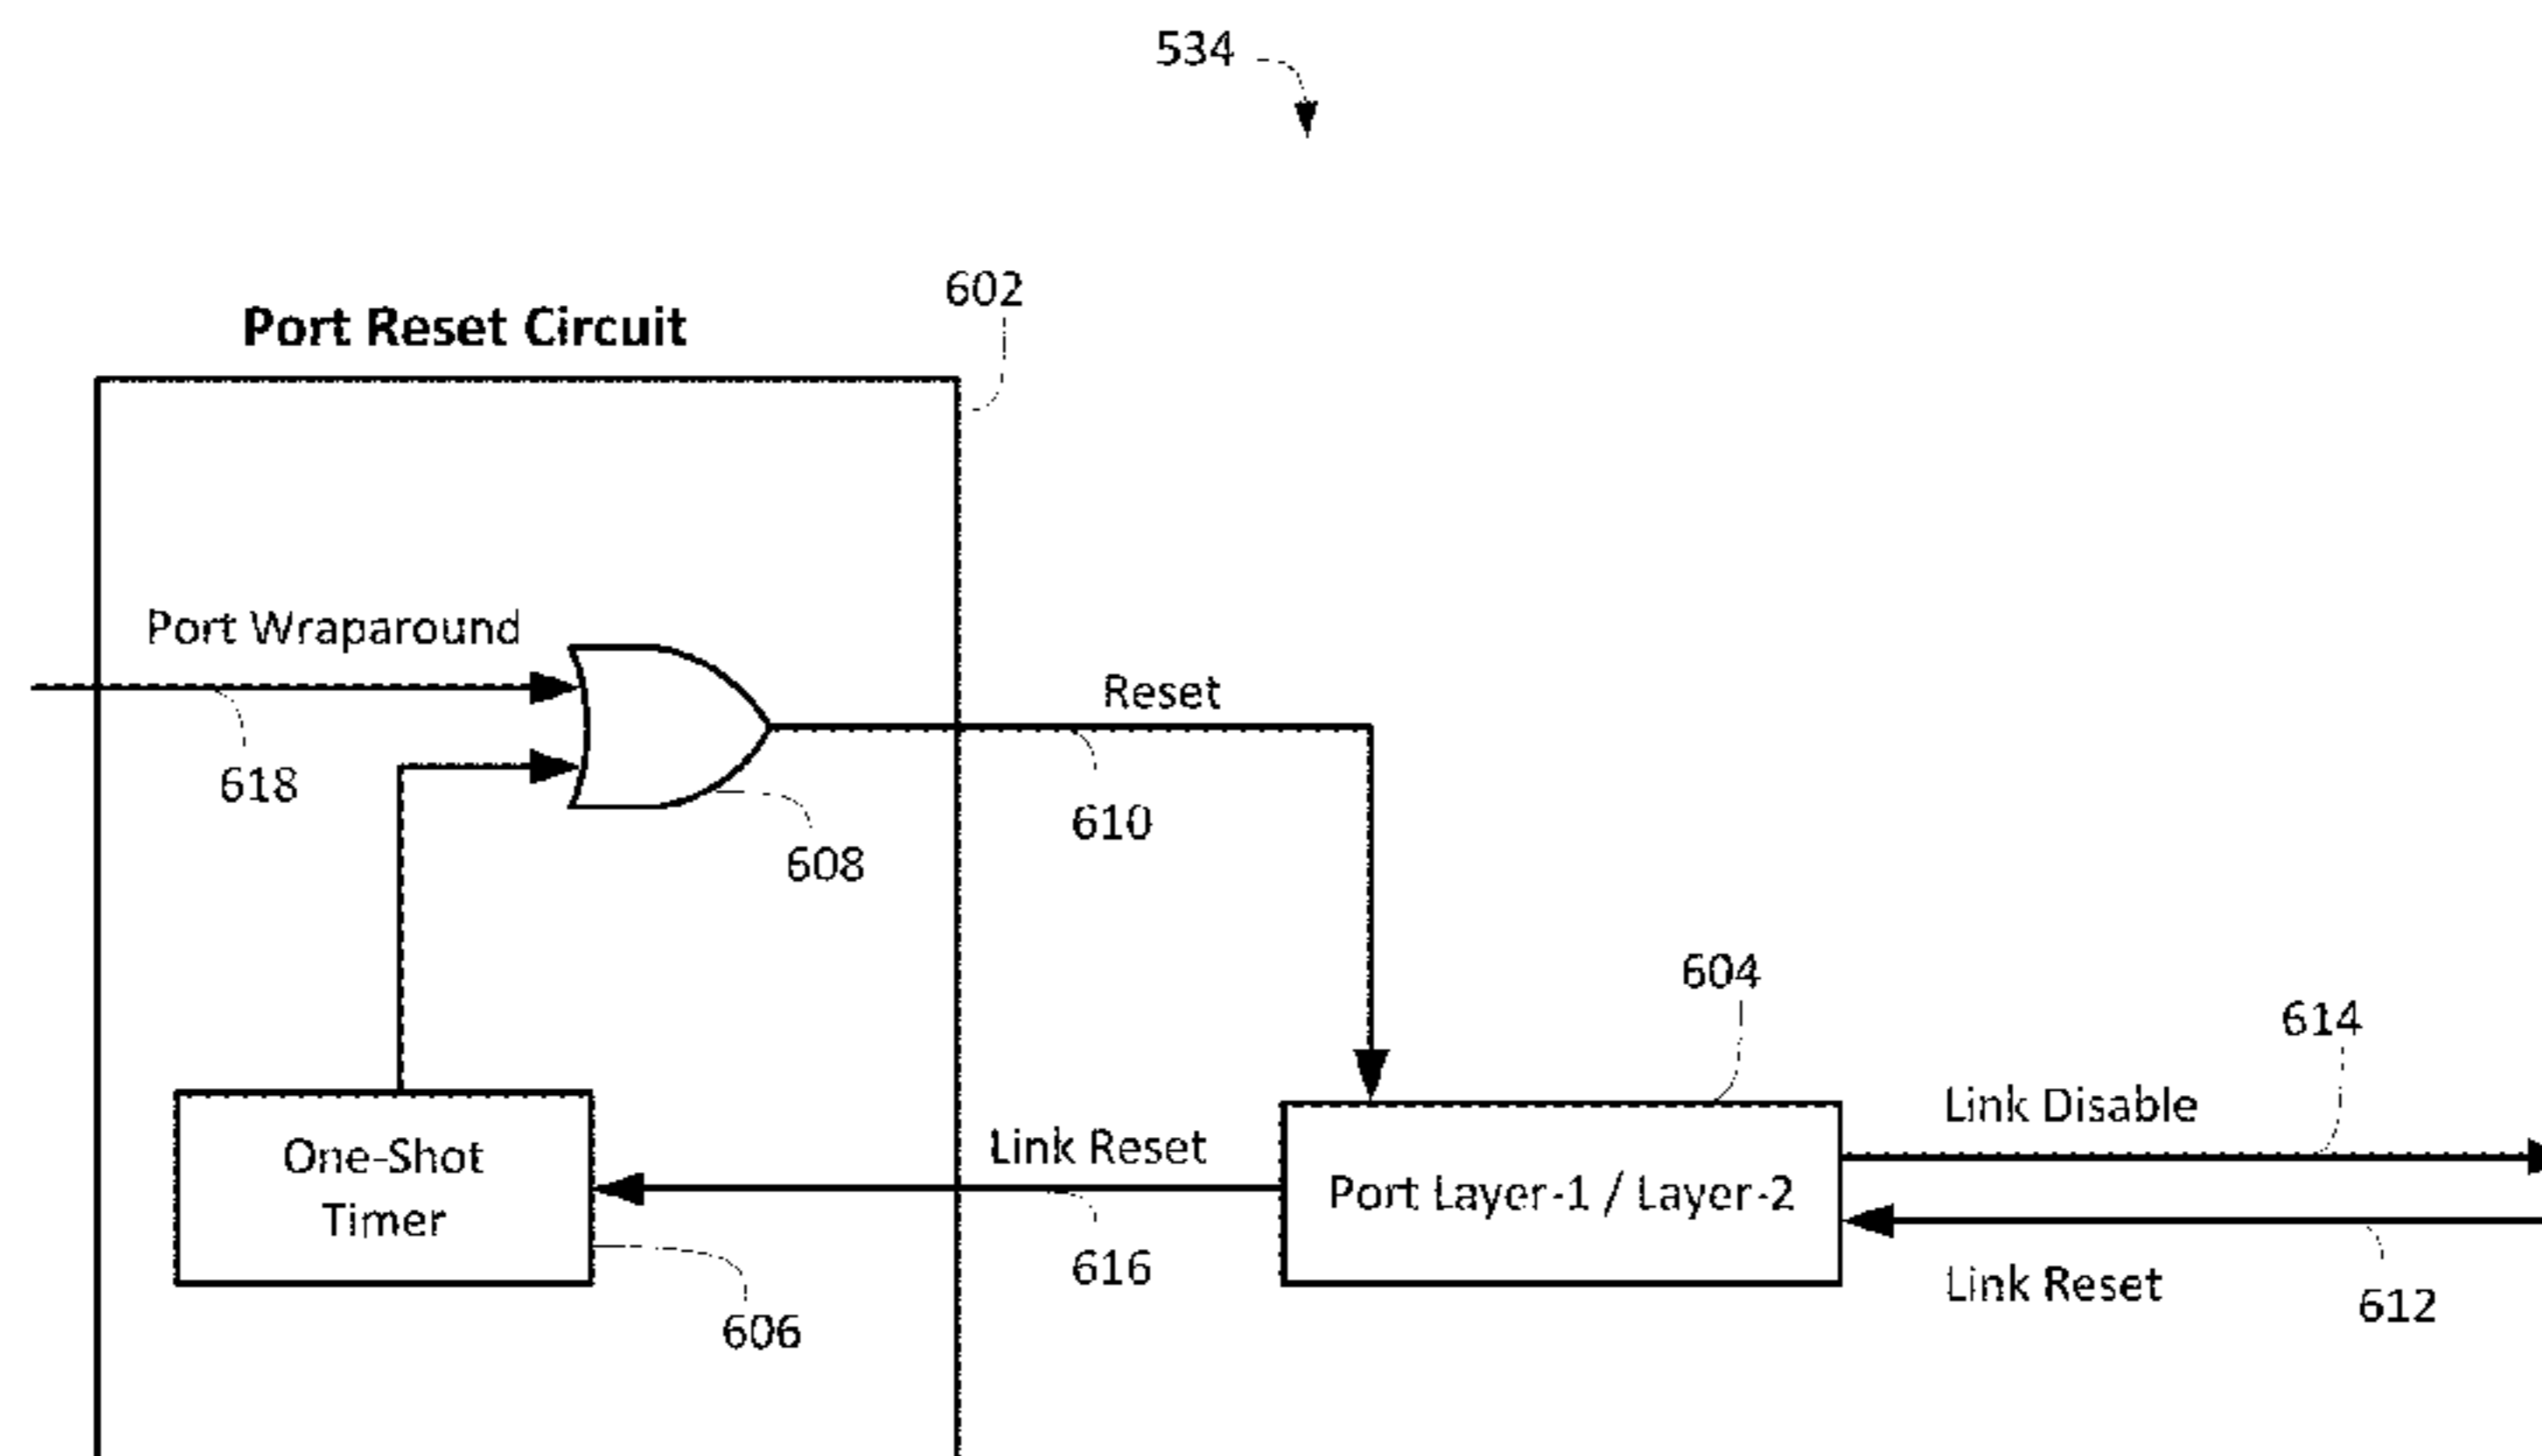 534
602
Port Reset Circuit
Port Wraparound
Reset
618
610
608
604
614
Link Disable
One-Shot
Timer
Link Reset
Port Layer-1 / Layer-2
616
Link Reset
612
606